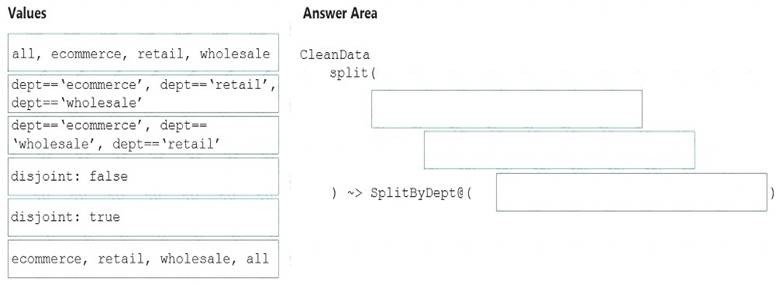 Values
Answer Area
all, ecommerce, retail, wholesale
dept=='ecommerce', dept=='retail',
dept=='wholesale'
dept=='ecommerce', dept==
'wholesale', dept=='retail'
disjoint: false
disjoint: true
ecommerce, retail, wholesale, all
CleanData
split(
) ~> SplitByDept@(
)